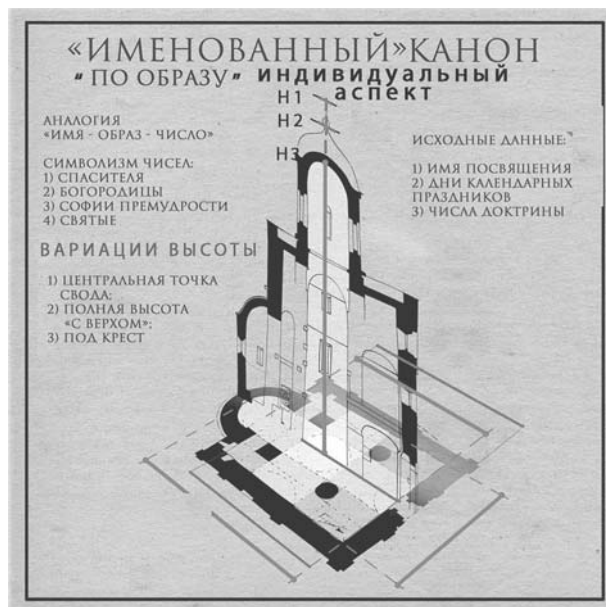 «ИМЕНОВАННЫЙ» КАНОН
"ПО ОБРАЗУ" индивидуальный
аспект
H1
H2
H3
АНАЛОГИЯ
«ИМЯ - ОБРАЗ - ЧИСЛО»
СИМВОЛИЗМ ЧИСЕЛ:
1) СПАСИТЕЛЯ
2) БОГОРОДИЦЫ
3) СОФИИ ПРЕМУДРОСТИ
4) СВЯТЫЕ
ВАРИАЦИИ ВЫСОТЫ
1) ЦЕНТРАЛЬНАЯ ТОЧКА
СВОДА;
2) ПОЛНАЯ ВЫСОТА
«С ВЕРХОМ»;
3) ПОД КРЕСТ
ИСХОДНЫЕ ДАННЫЕ:
1) ИМЯ ПОСВЯЩЕНИЯ
2) ДНИ КАЛЕНДАРНЫХ
ПРАЗДНИКОВ
3) ЧИСЛА ДОКТРИНЫ